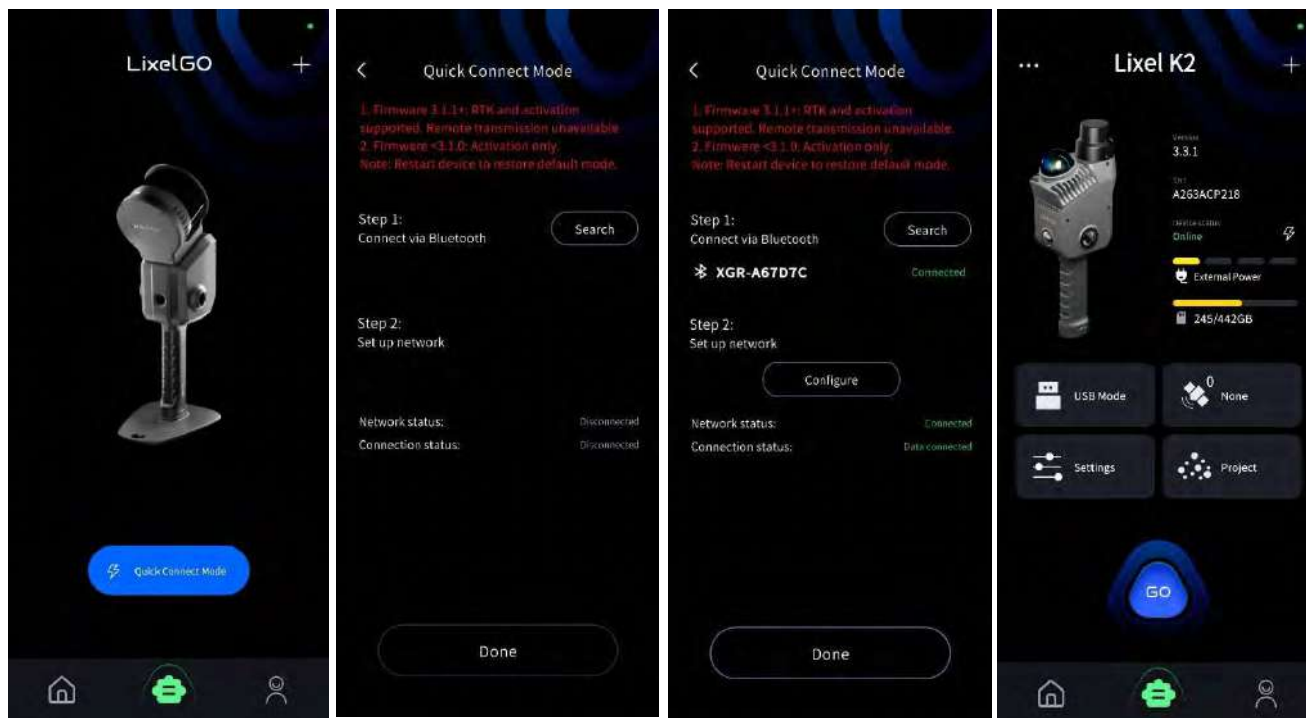 LixelGO
+
Quick Connect Mode
Quick Connect Mode
1. Firmware 3.1.1+: RTK and activation
supported. Remote transmission unavailable
2. Firmware <3.1.0: Activation only.
Note: Restart device to restore default mode.
Step 1:
Connect via Bluetooth
Search
Step 2:
Set up network
Network status:
Disconnected
Connection status:
Disconnected
Done
Quick Connect Mode
1. Firmware 3.1.1+: RTK and activation
supported. Remote transmission unavailable.
2. Firmware <3.1.0: Activation only.
Note: Restart device to restore default mode.
Step 1:
Connect via Bluetooth
Search
XGR-A67D7C
Connected
Step 2:
Set up network
Configure
Network status:
Connected
Connection status:
Data connected
Done
... Lixel K2 +
Version
3.3.1
A263ACP218
Device status
Online
External Power
245/442GB
USB Mode
0
None
Settings
Project
GO